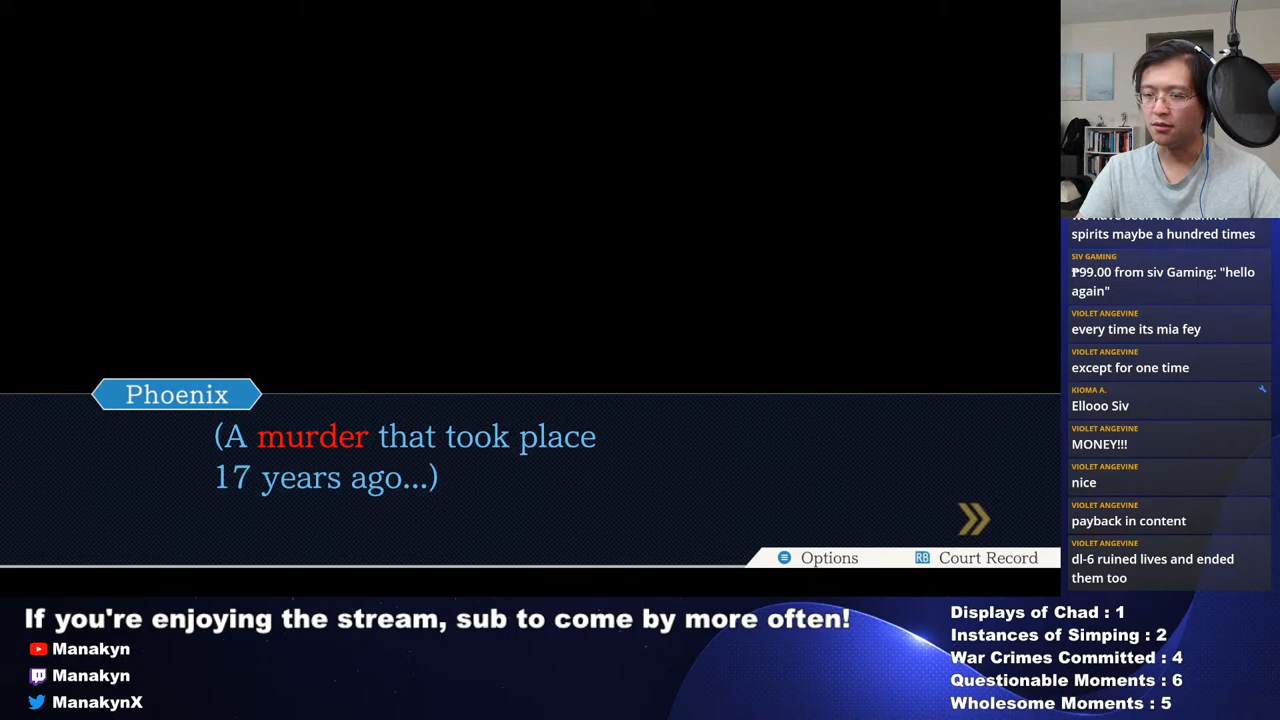 Phoenix
(A murder that took place
17 years ago...)
Options
RB Court Record
spirits maybe a hundred times
SIV GAMING
₱99.00 from siv Gaming: "hello
again"
VIOLET ANGEVINE
every time its mia fey
VIOLET ANGEVINE
except for one time
KIOMA A.
Ellooo Siv
VIOLET ANGEVINE
MONEY!!!
VIOLET ANGEVINE
nice
VIOLET ANGEVINE
payback in content
VIOLET ANGEVINE
dl-6 ruined lives and ended
them too
If you're enjoying the stream, sub to come by more often!
Manakyn
Manakyn
ManakynX
Displays of Chad : 1
Instances of Simping : 2
War Crimes Committed : 4
Questionable Moments : 6
Wholesome Moments : 5